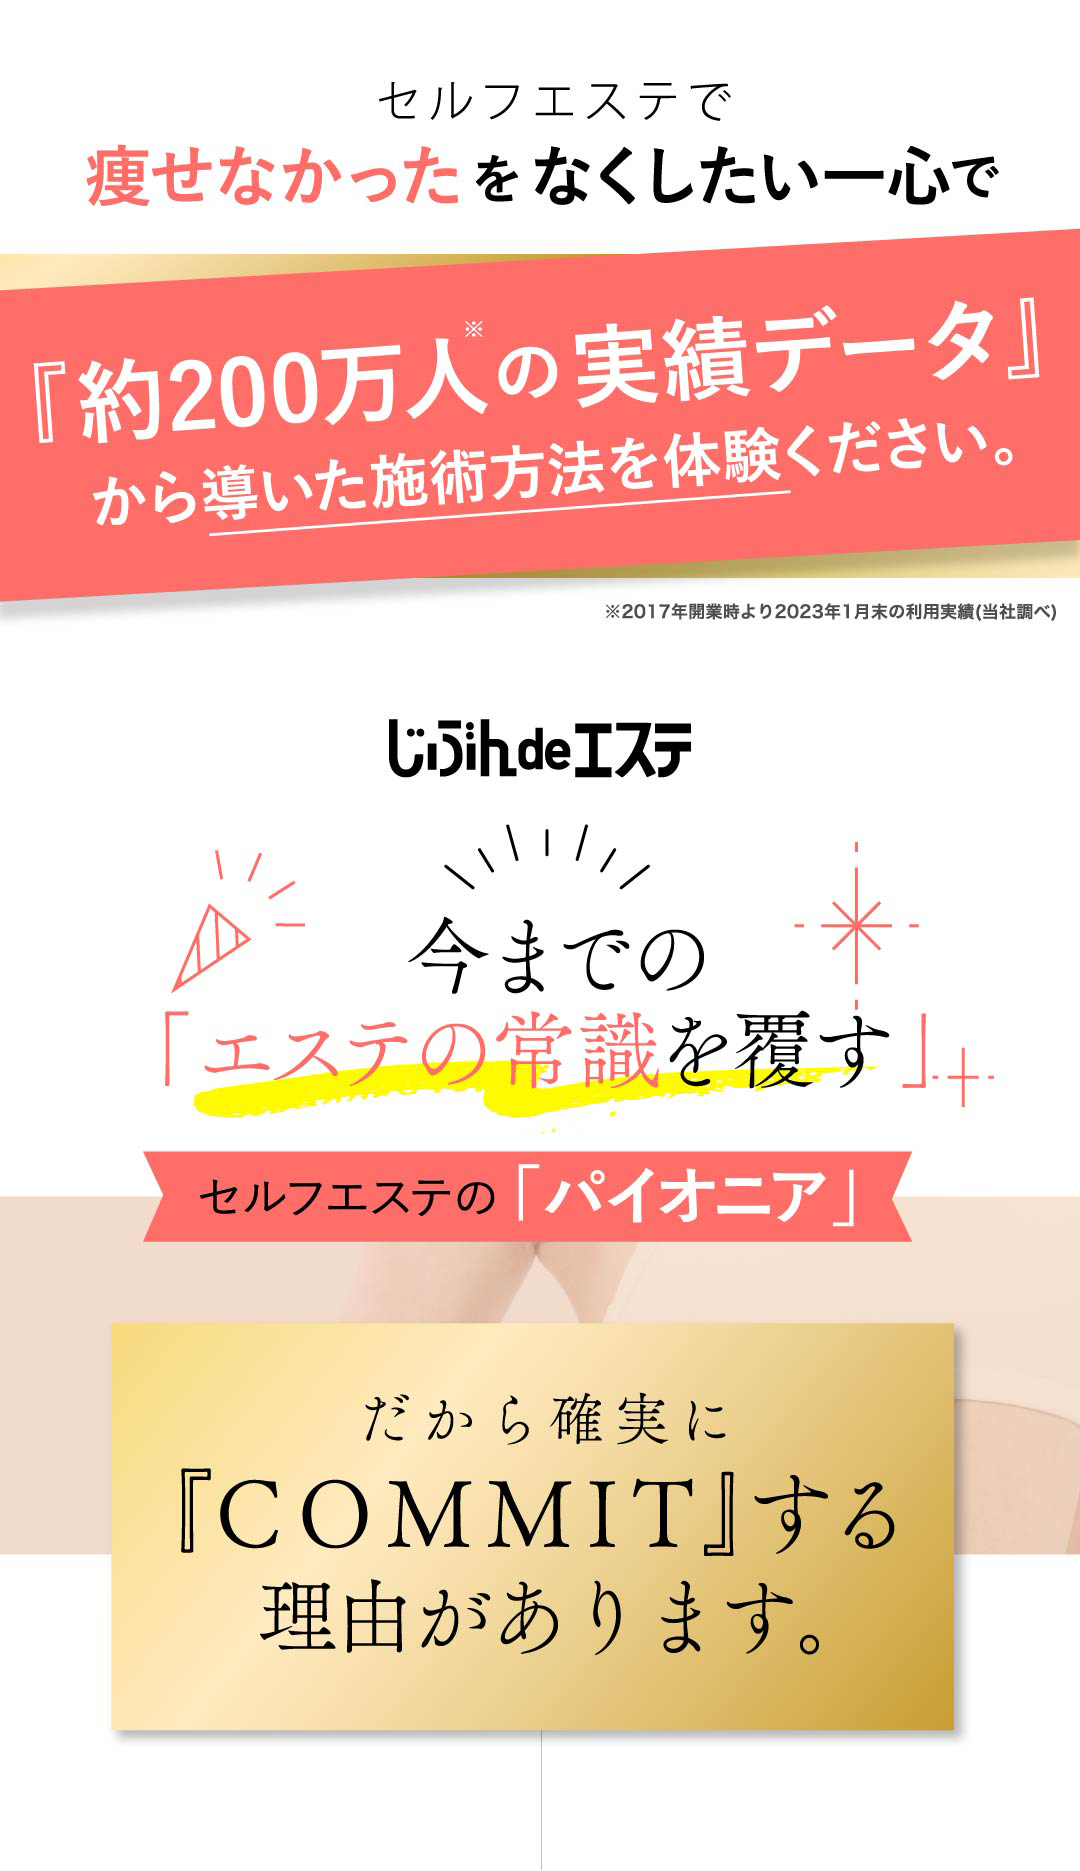 セルフエステで
痩せなかったをなくしたい一心で
『約200万人※の実績データ』
から導いた施術方法を体験ください。
※2017年開業時より2023年1月末の利用実績(当社調べ)
じぶんdeエステ
今までの
「エステの常識を覆す」
セルフエステの「パイオニア」
だから確実に
『COMMIT』する
理由があります。